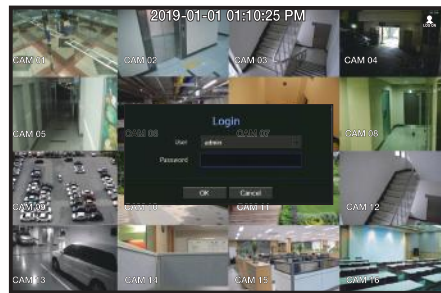 2019-01-01 01:10:25 PM
LOG ON
CAM 01
CAM 02
CAM 03
CAM 04
CAM 05
CAM 06
CAM 07
CAM 08
Login
User
admin
Password
OK
Cancel
CAM 09
CAM 10
CAM 11
CAM 12
CAM 13
CAM 14
CAM 15
CAM 16